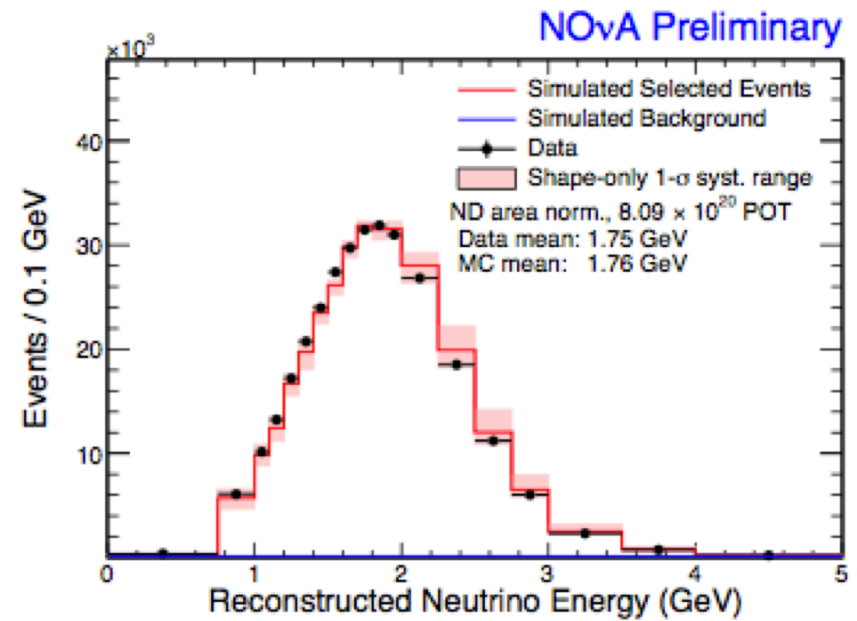 NOνA Preliminary
×10³
Simulated Selected Events
Simulated Background
Data
Shape-only 1-σ syst. range
ND area norm., 8.09 × 10²⁰ POT
Data mean: 1.75 GeV
MC mean: 1.76 GeV
Events / 0.1 GeV
40
30
20
10
0 1 2 3 4 5
Reconstructed Neutrino Energy (GeV)